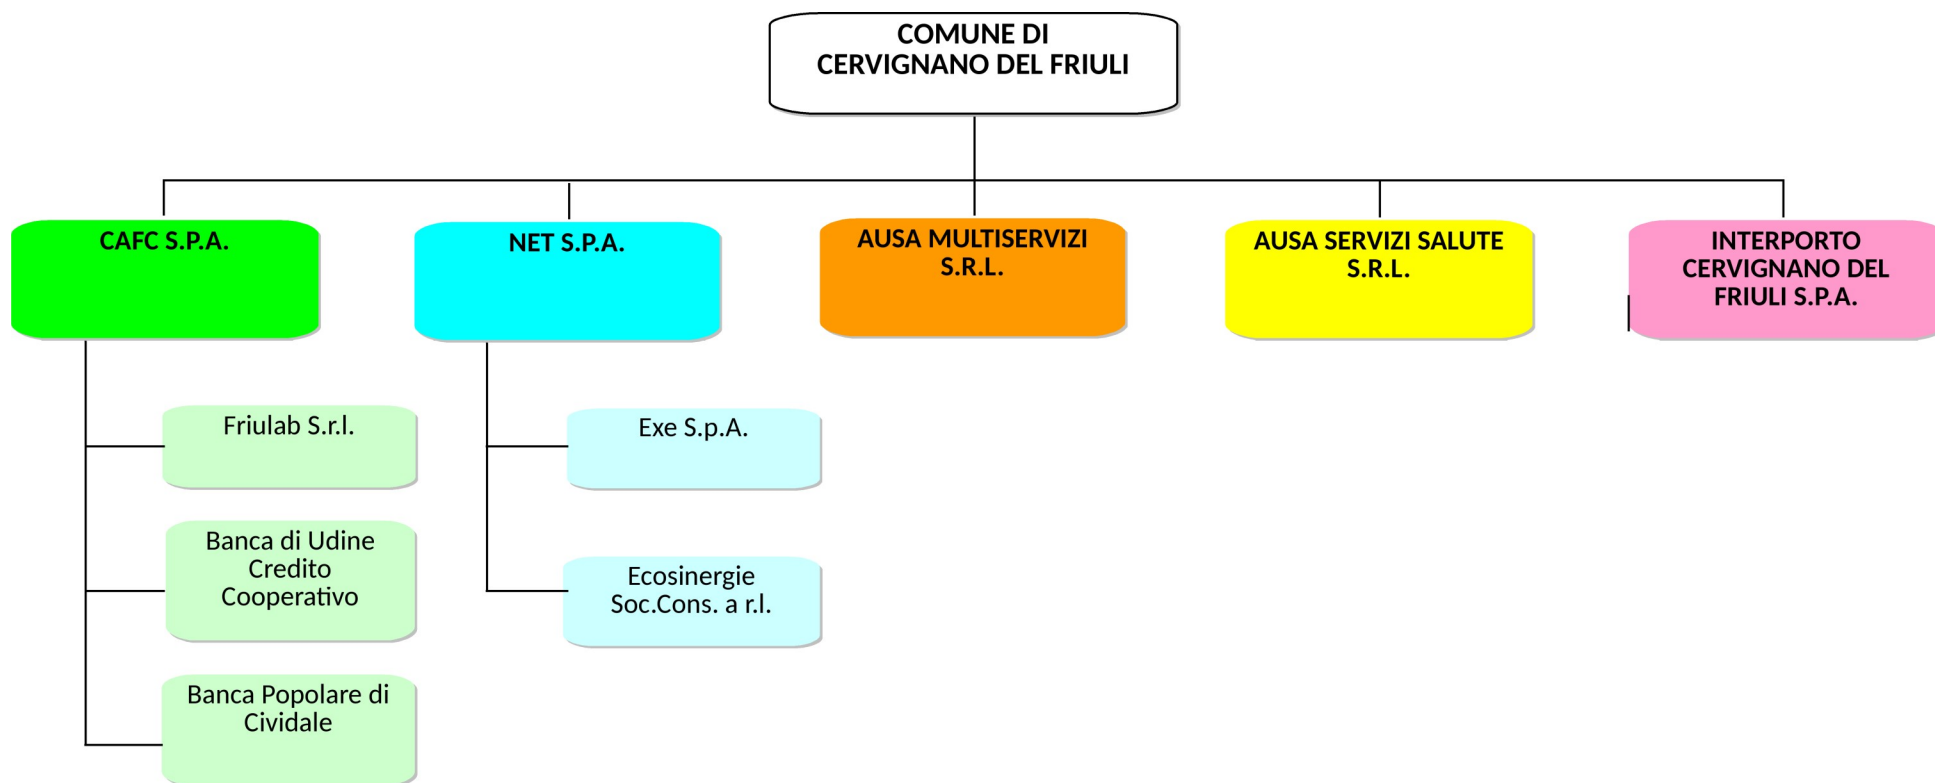 COMUNE DI
CERVIGNANO DEL FRIULI
CAFC S.P.A.
NET S.P.A.
AUSA MULTISERVIZI
S.R.L.
AUSA SERVIZI SALUTE
S.R.L.
INTERPORTO
CERVIGNANO DEL
FRIULI S.P.A.
Friulab S.r.l.
Exe S.p.A.
Banca di Udine
Credito
Cooperativo
Ecosinergie
Soc.Cons. a r.l.
Banca Popolare di
Cividale